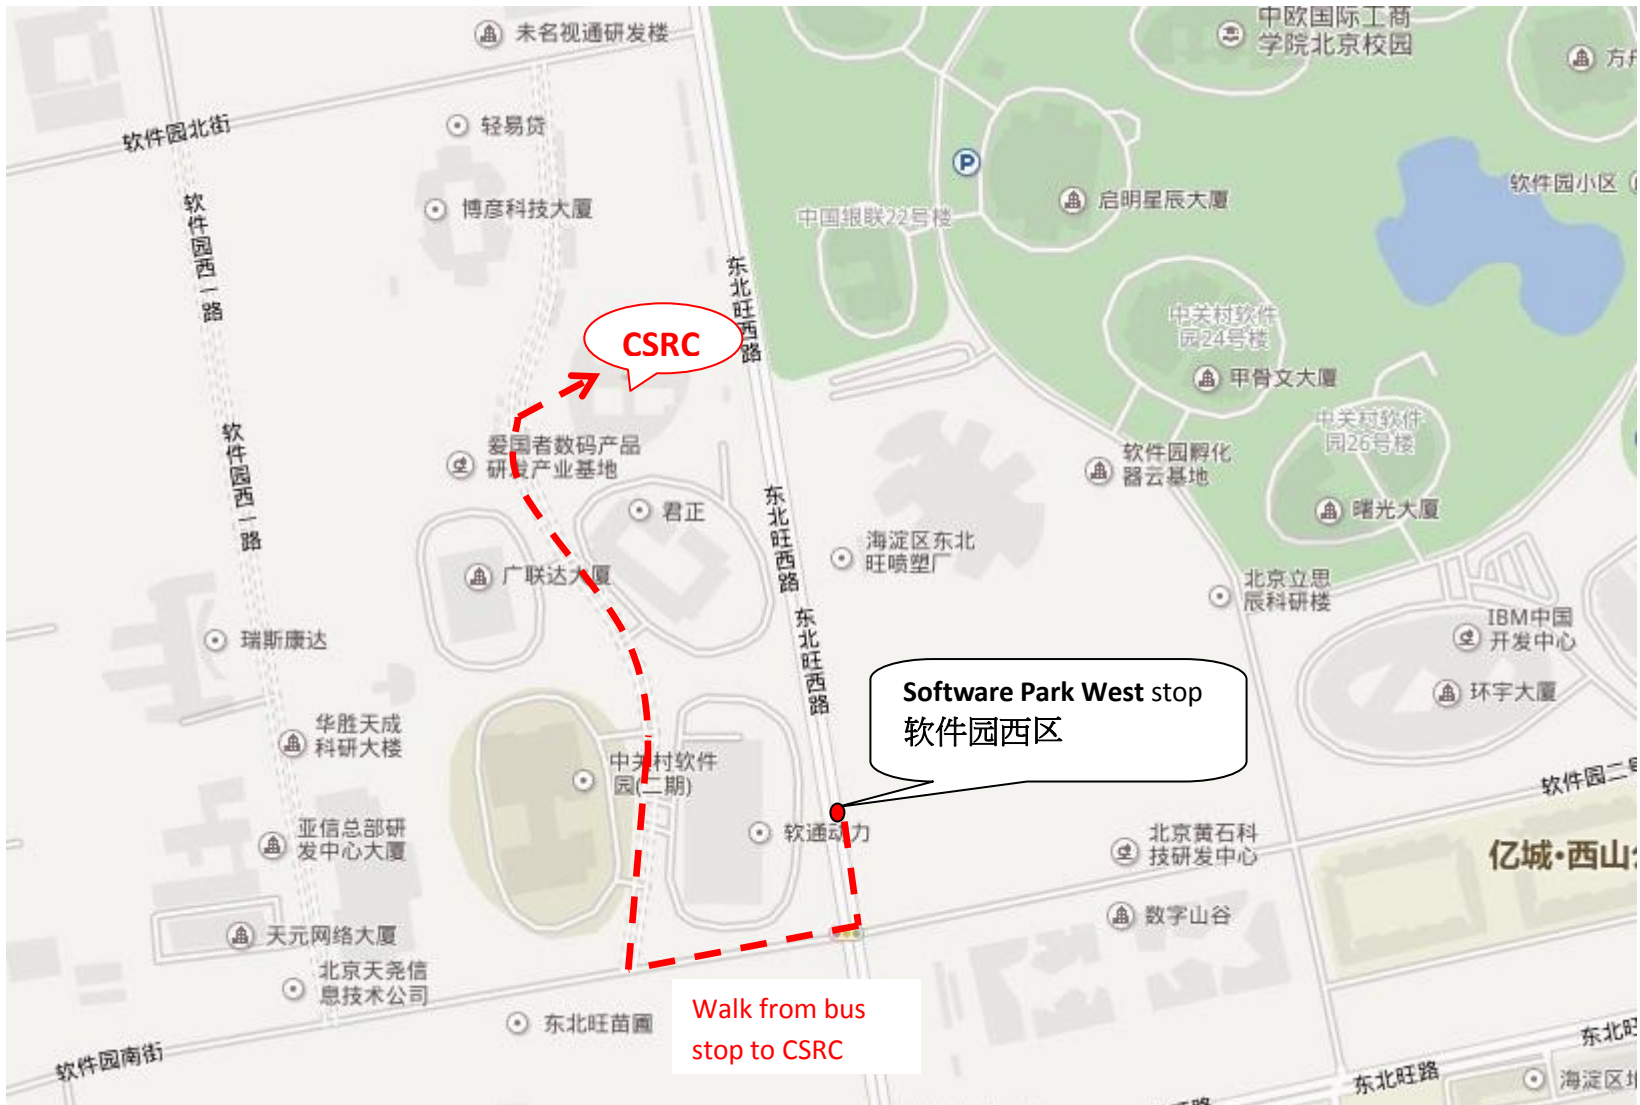 未名视通研发楼
中欧国际工商
学院北京校园
软件园北街
轻易贷
博彦科技大厦
启明星辰大厦
软件园小区
中国银联22号楼
软件园西一路
东北旺西路
中关村软件
园24号楼
CSRC
甲骨文大厦
中关村软件
园26号楼
软件园西一路
爱国者数码产品
研发产业基地
软件园孵化
器云基地
君正
东北旺西路
曙光大厦
海淀区东北
旺喷塑厂
广联达大厦
北京立思
辰科研楼
瑞斯康达
IBM中国
开发中心
东北旺西路
环宇大厦
Software Park West stop
软件园西区
华胜天成
科研大楼
中关村软件
园(二期)
软件园二号
亚信总部研
发中心大厦
软通动力
北京黄石科
技研发中心
亿城·西山
数字山谷
天元网络大厦
北京天尧信
息技术公司
东北旺苗圃
Walk from bus
stop to CSRC
软件园南街
东北旺
东北旺路
海淀区